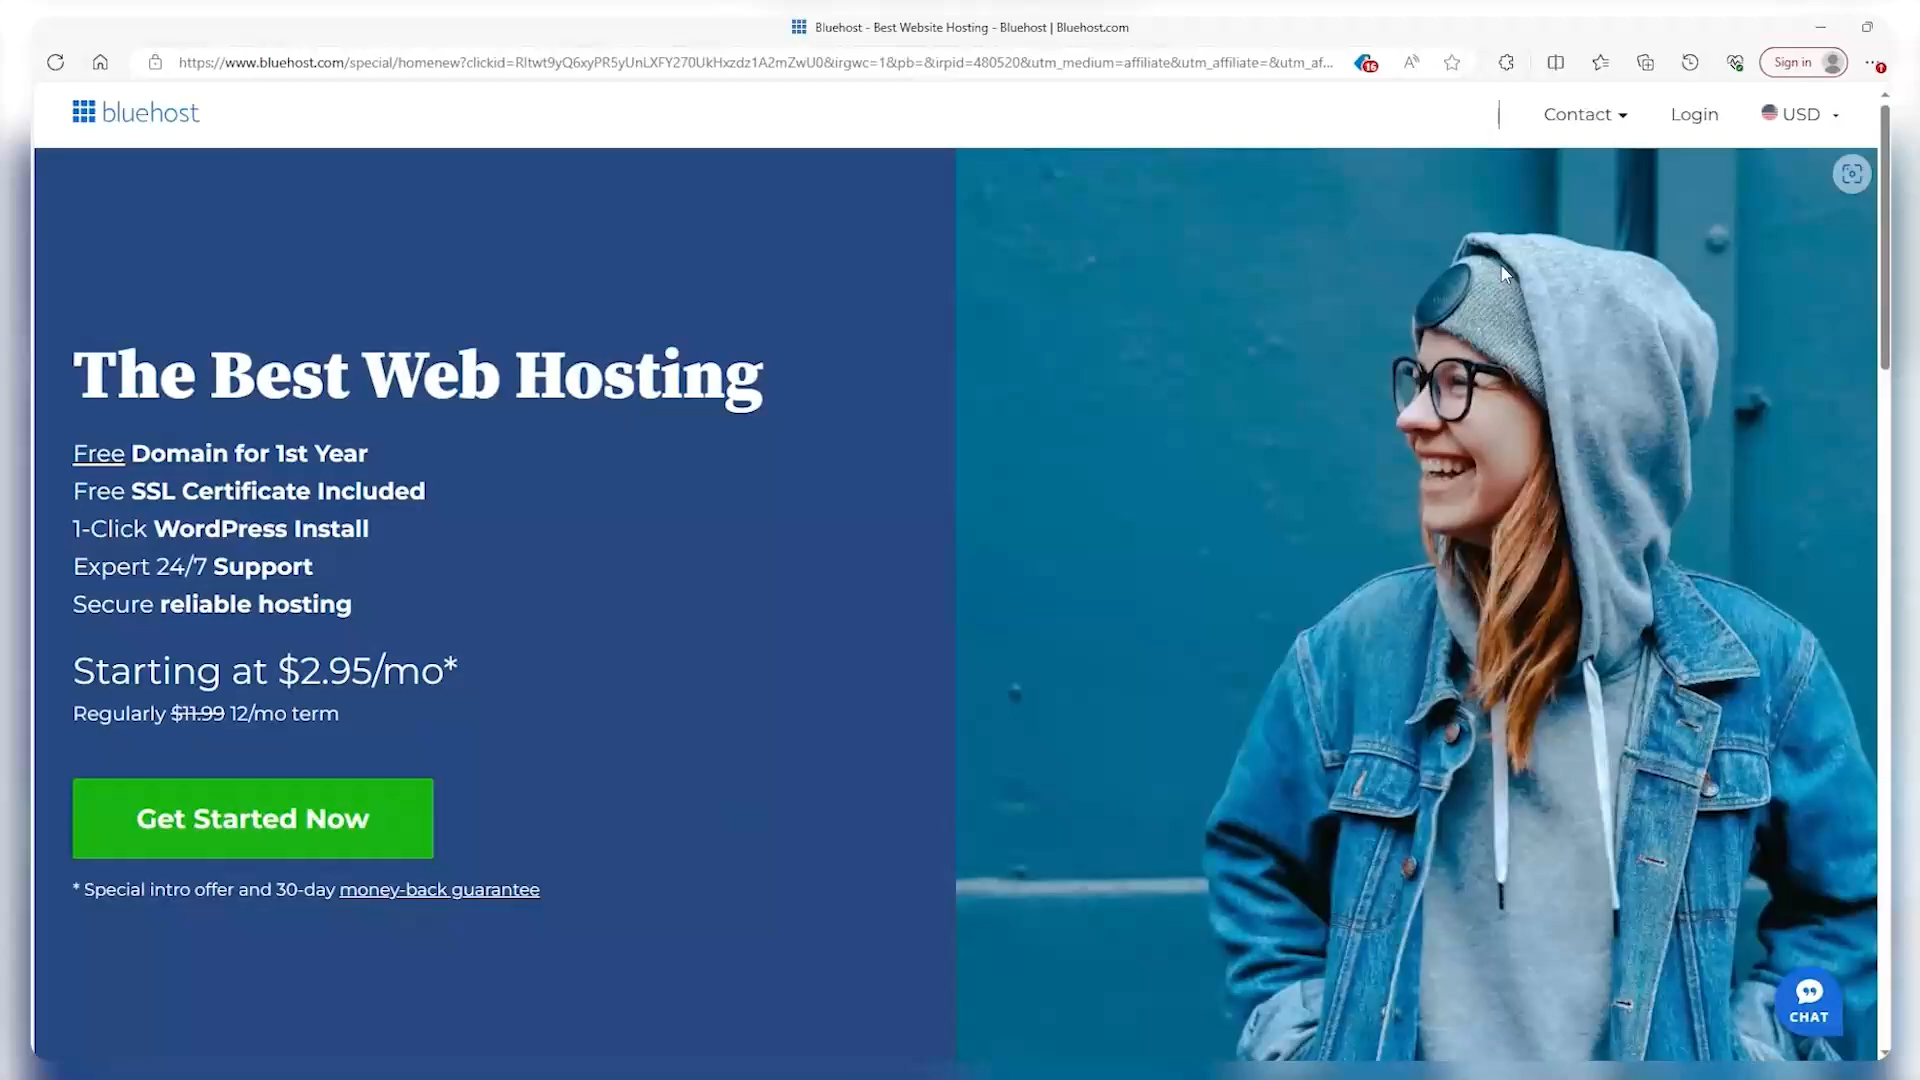 Bluehost - Best Website Hosting - Bluehost | Bluehost.com
https://www.bluehost.com/special/homenew?clickid=RItwt9yQ6xyPR5yUnLXFY270UkHxzdz1A2mZwU0&irgwc=1&pb=&irpid=480520&utm_medium=affiliate&utm_affiliate=&utm_af...
16
Sign in
bluehost
Contact
Login
USD
The Best Web Hosting
Free Domain for 1st Year
Free SSL Certificate Included
1-Click WordPress Install
Expert 24/7 Support
Secure reliable hosting
Starting at $2.95/mo*
Regularly $11.99 12/mo term
Get Started Now
* Special intro offer and 30-day money-back guarantee
CHAT